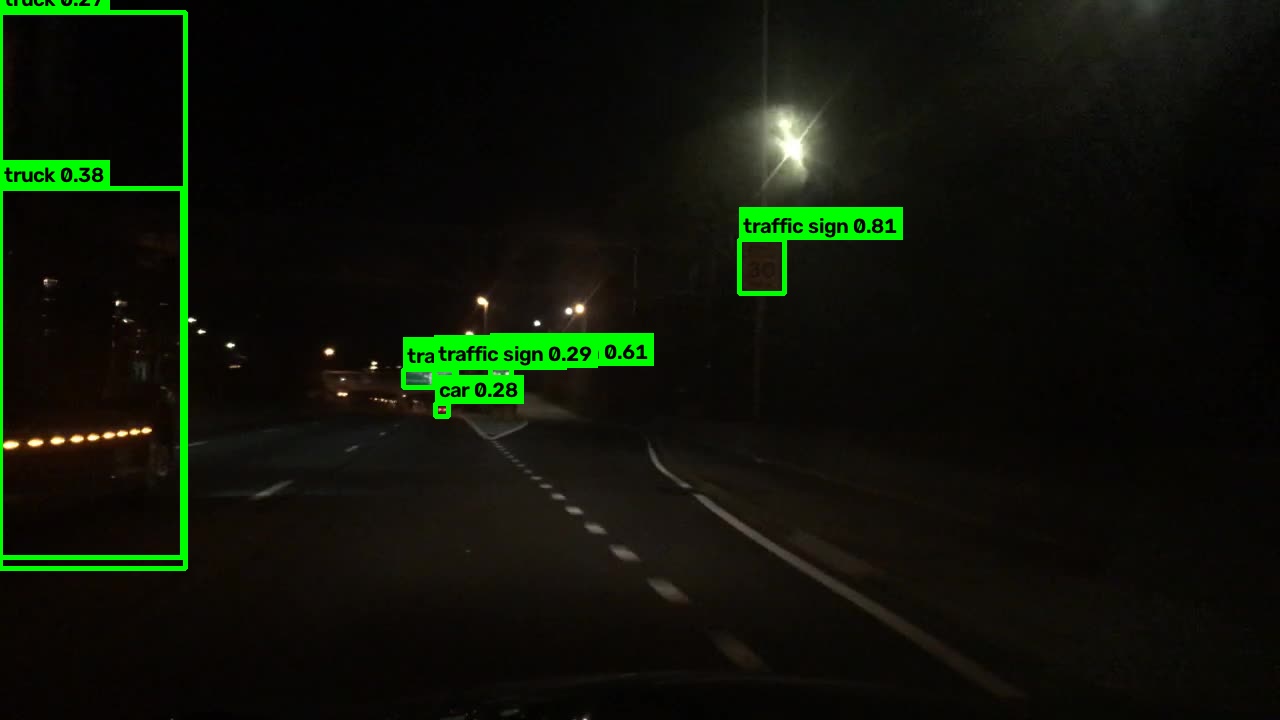 truck 0.27
truck 0.38
traffic sign 0.81
30
tra
traffic sign 0.29
0.61
car 0.28